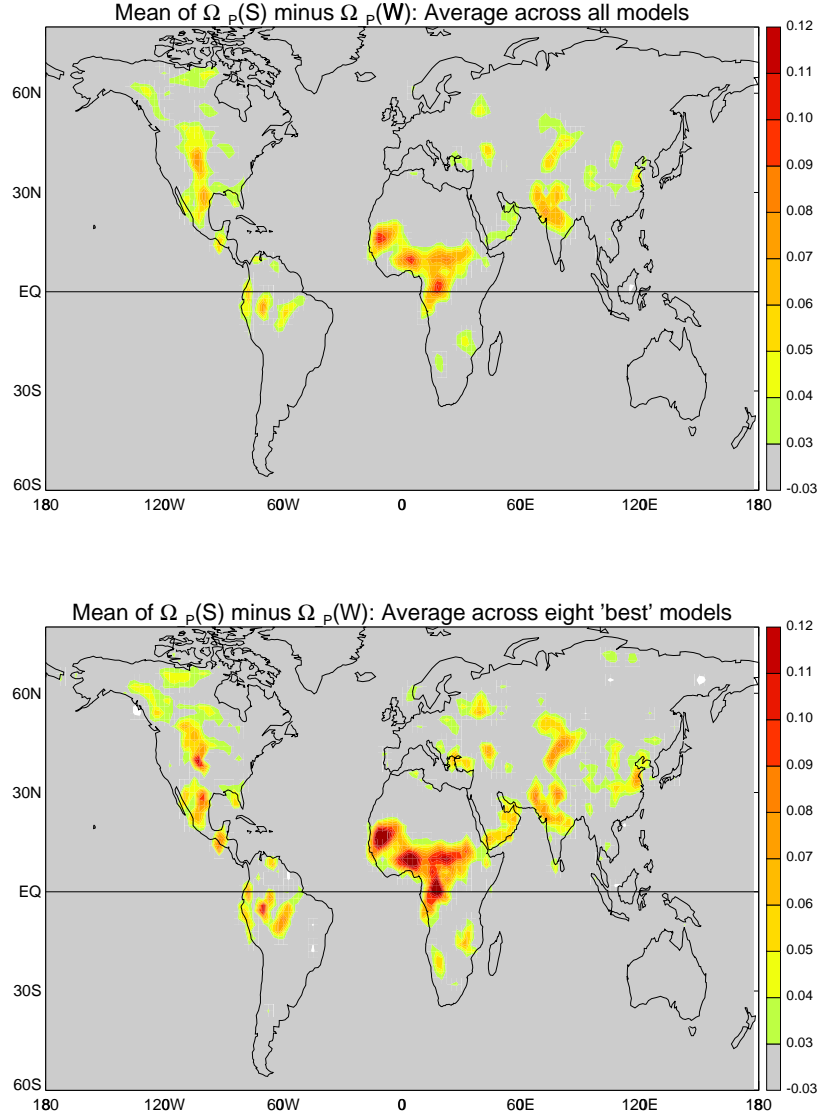 Mean of Ω_P(S) minus Ω_P(W): Average across all models
60N
30N
EQ
30S
60S
180 120W 60W 0 60E 120E 180
0.12
0.11
0.10
0.09
0.08
0.07
0.06
0.05
0.04
0.03
-0.03
Mean of Ω_P(S) minus Ω_P(W): Average across eight 'best' models
60N
30N
EQ
30S
60S
180 120W 60W 0 60E 120E 180
0.12
0.11
0.10
0.09
0.08
0.07
0.06
0.05
0.04
0.03
-0.03